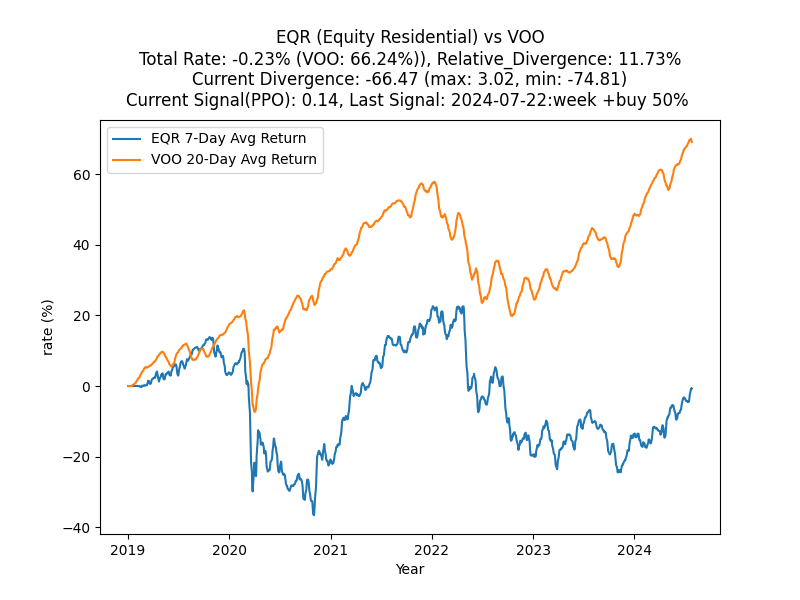 EQR (Equity Residential) vs VOO
Total Rate: -0.23% (VOO: 66.24%)), Relative_Divergence: 11.73%
Current Divergence: -66.47 (max: 3.02, min: -74.81)
Current Signal(PPO): 0.14, Last Signal: 2024-07-22:week +buy 50%
EQR 7-Day Avg Return
VOO 20-Day Avg Return
60
40
20
0
−20
−40
rate (%)
2019 2020 2021 2022 2023 2024
Year